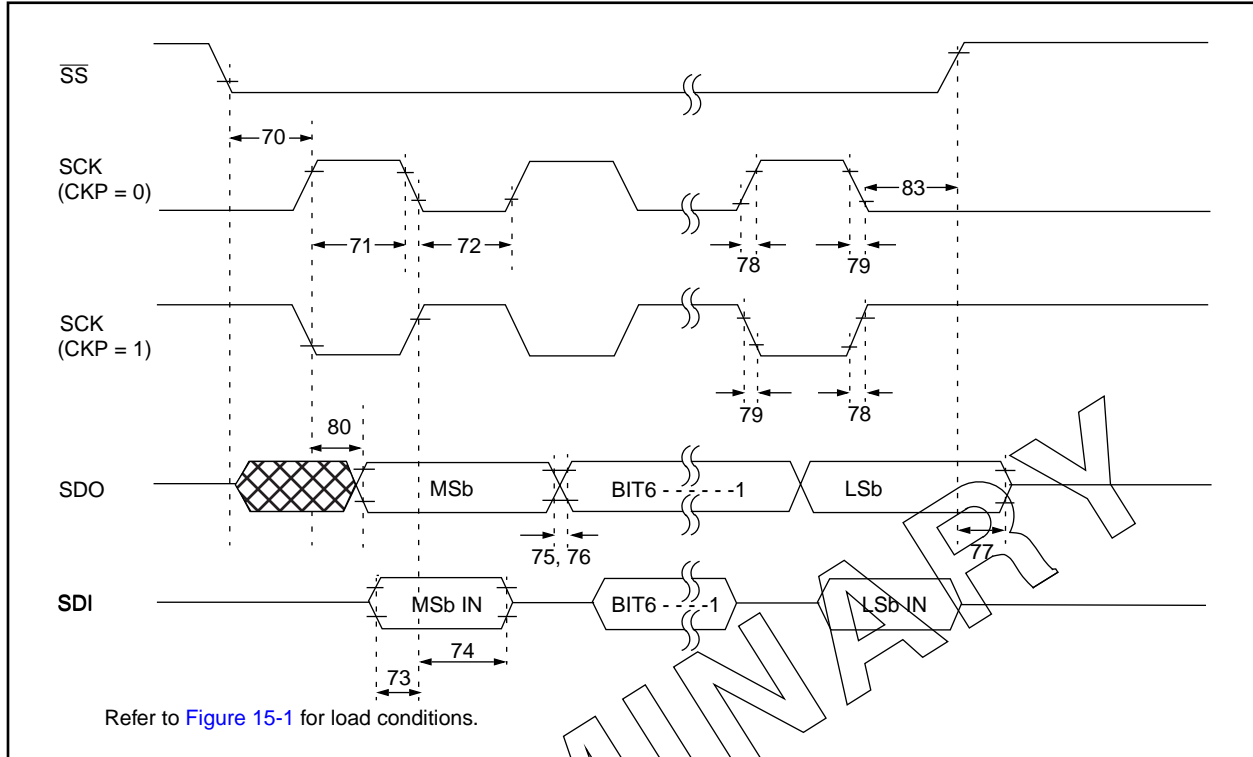 SS
70
SCK
(CKP = 0)
83
71
72
78
79
SCK
(CKP = 1)
79
78
80
SDO
MSb
BIT6 - - - - - -1
LSb
77
75, 76
SDI
MSb IN
BIT6 - - - -1
LSb IN
74
73
Refer to Figure 15-1 for load conditions.
MINARY